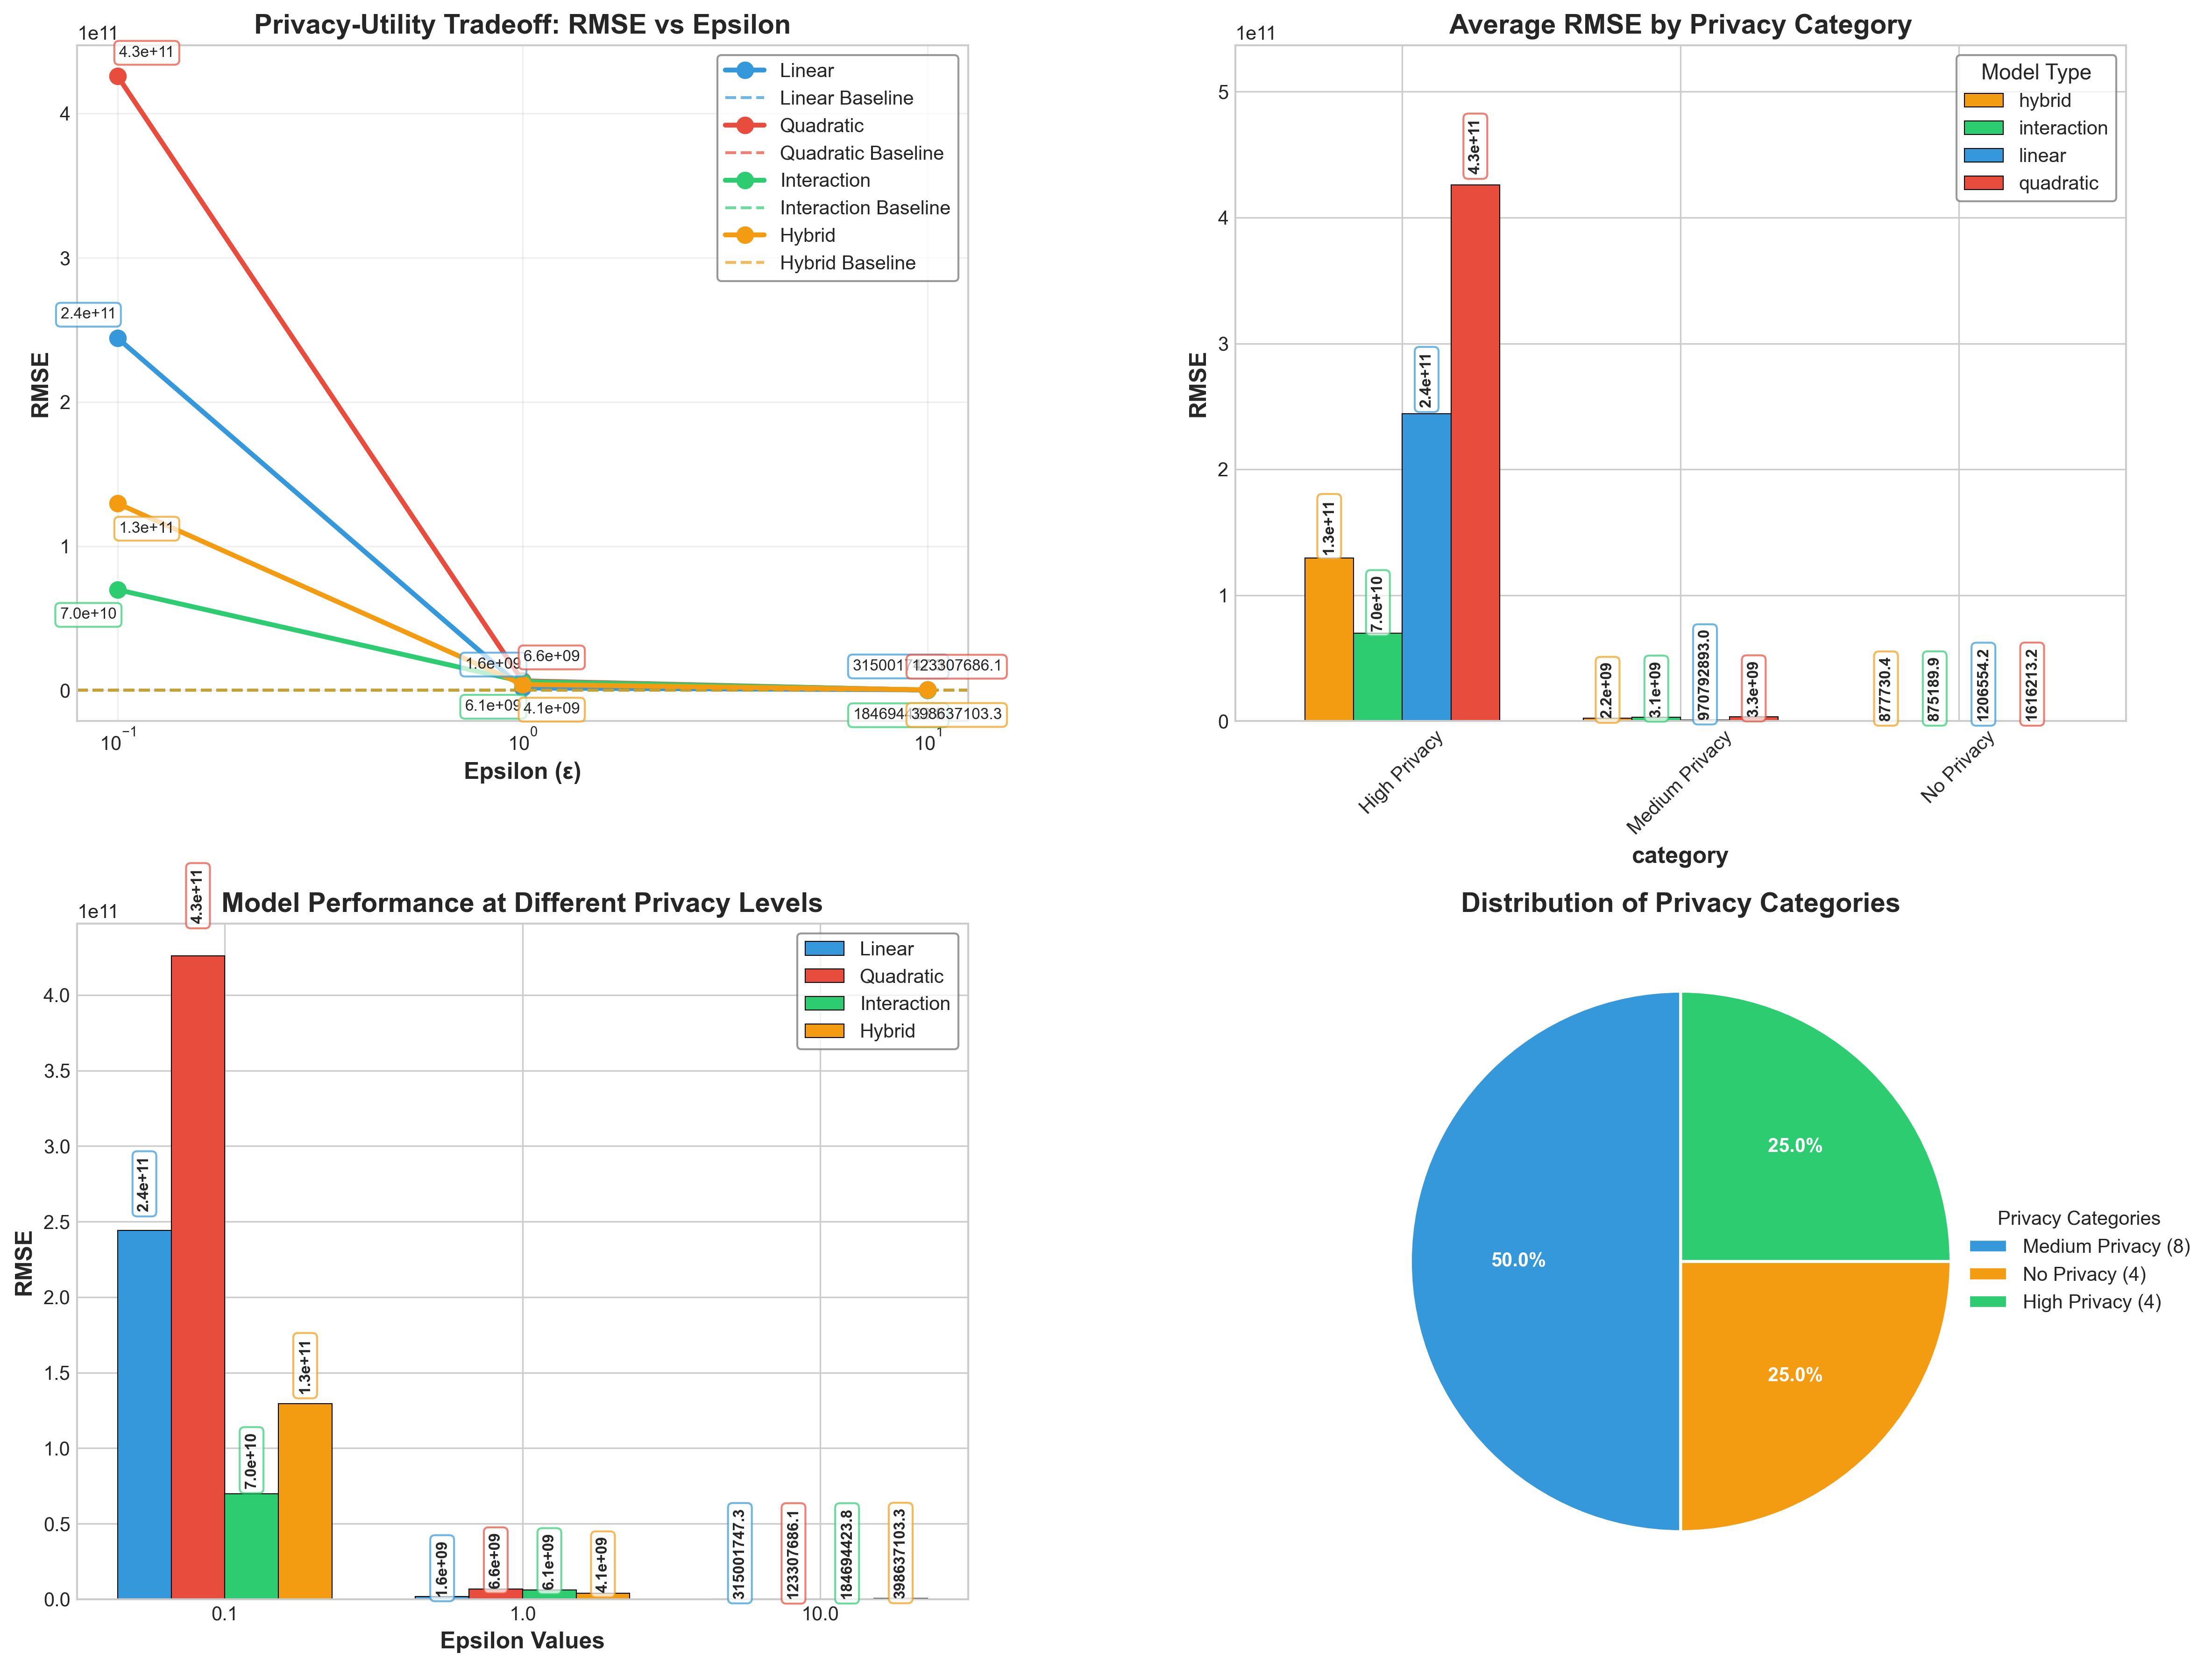 Privacy-Utility Tradeoff: RMSE vs Epsilon
1e11
4.3e+11
Linear
Linear Baseline
Quadratic
Quadratic Baseline
Interaction
Interaction Baseline
Hybrid
Hybrid Baseline
4
3
2
1
0
RMSE
2.4e+11
1.3e+11
7.0e+10
1.6e+09
6.6e+09
6.1e+09
4.1e+09
123307686.1
398637103.3
10⁻¹
10⁰
10¹
Epsilon (ε)
Average RMSE by Privacy Category
1e11
Model Type
hybrid
interaction
linear
quadratic
5
4
3
2
1
0
RMSE
1.3e+11
7.0e+10
2.4e+11
4.3e+11
2.2e+09
3.1e+09
970792893.0
3.3e+09
877730.4
875189.9
1206554.2
1616213.2
High Privacy
Medium Privacy
No Privacy
category
Model Performance at Different Privacy Levels
1e11
Linear
Quadratic
Interaction
Hybrid
4.0
3.5
3.0
2.5
2.0
1.5
1.0
0.5
0.0
RMSE
2.4e+11
4.3e+11
7.0e+10
1.3e+11
1.6e+09
6.6e+09
6.1e+09
4.1e+09
315001747.3
123307686.1
184694423.8
398637103.3
0.1
1.0
10.0
Epsilon Values
Distribution of Privacy Categories
25.0%
50.0%
25.0%
Privacy Categories
Medium Privacy (8)
No Privacy (4)
High Privacy (4)